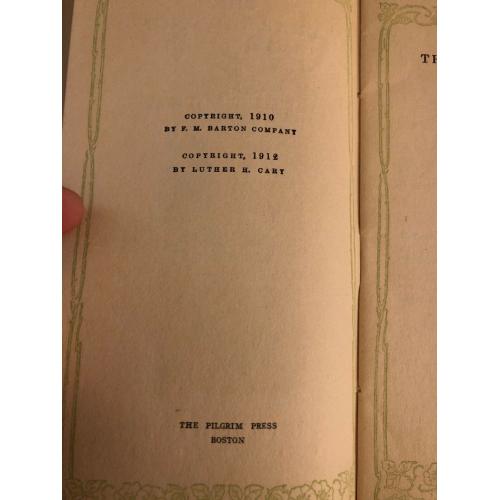 COPYRIGHT, 1910
BY F. M. BARTON COMPANY
COPYRIGHT, 1912
BY LUTHER H. CARY
THE PILGRIM PRESS
BOSTON